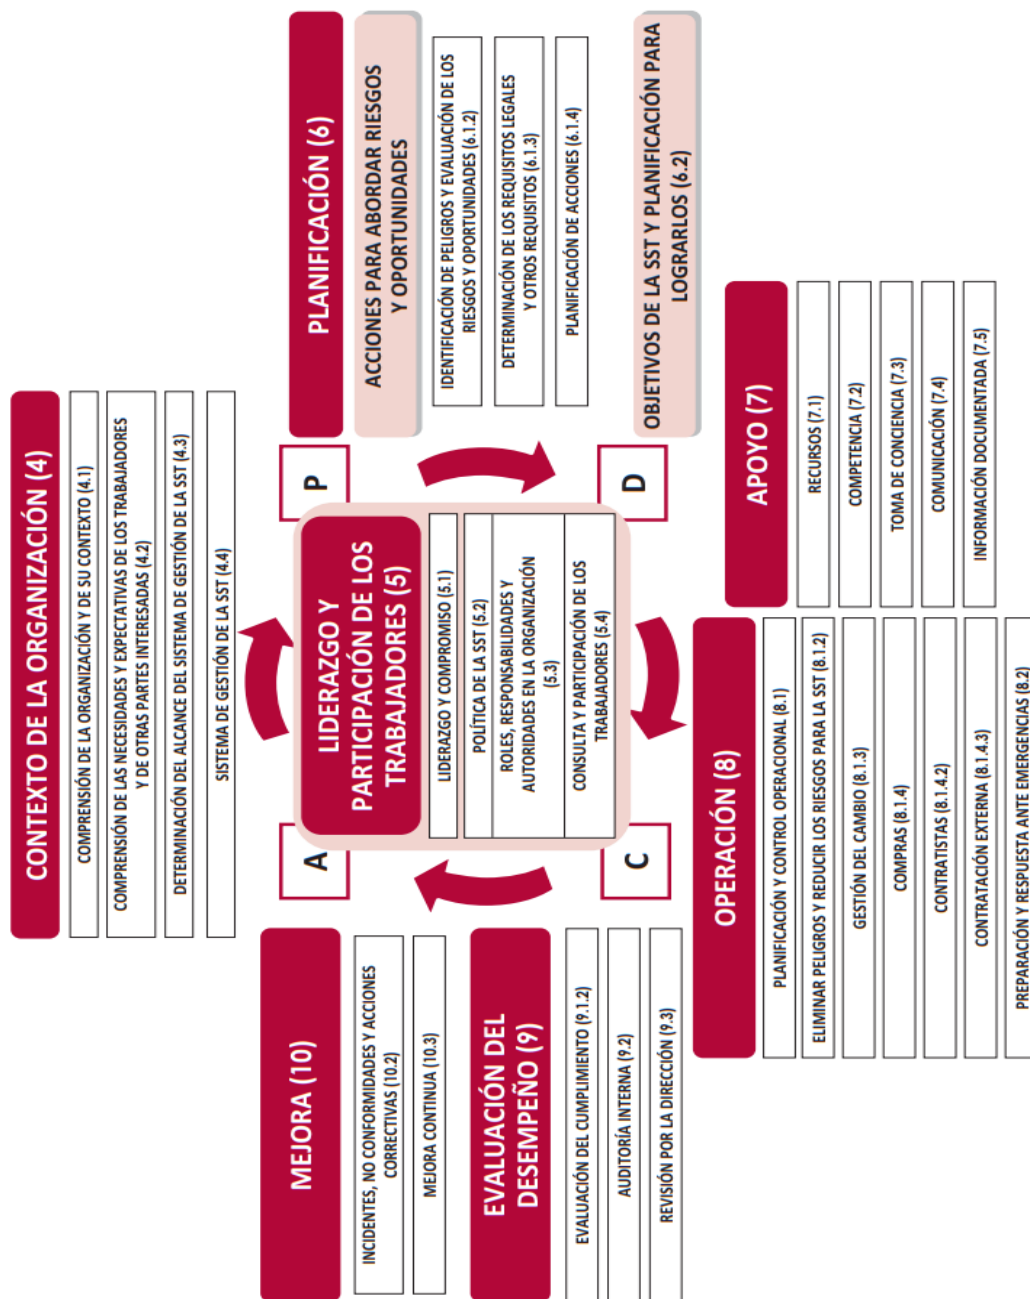 CONTEXTO DE LA ORGANIZACIÓN (4)
COMPRENSIÓN DE LA ORGANIZACIÓN Y DE SU CONTEXTO (4.1)
COMPRENSIÓN DE LAS NECESIDADES Y EXPECTATIVAS DE LOS TRABAJADORES
Y DE OTRAS PARTES INTERESADAS (4.2)
DETERMINACIÓN DEL ALCANCE DEL SISTEMA DE GESTIÓN DE LA SST (4.3)
SISTEMA DE GESTIÓN DE LA SST (4.4)
MEJORA (10)
INCIDENTES, NO CONFORMIDADES Y ACCIONES
CORRECTIVAS (10.2)
MEJORA CONTINUA (10.3)
EVALUACIÓN DEL
DESEMPEÑO (9)
EVALUACIÓN DEL CUMPLIMIENTO (9.1.2)
AUDITORÍA INTERNA (9.2)
REVISIÓN POR LA DIRECCIÓN (9.3)
A
P
LIDERAZGO Y
PARTICIPACIÓN DE LOS
TRABAJADORES (5)
LIDERAZGO Y COMPROMISO (5.1)
POLÍTICA DE LA SST (5.2)
ROLES, RESPONSABILIDADES Y
AUTORIDADES EN LA ORGANIZACIÓN
(5.3)
CONSULTA Y PARTICIPACIÓN DE LOS
TRABAJADORES (5.4)
C
D
PLANIFICACIÓN (6)
ACCIONES PARA ABORDAR RIESGOS
Y OPORTUNIDADES
IDENTIFICACIÓN DE PELIGROS Y EVALUACIÓN DE LOS
RIESGOS Y OPORTUNIDADES (6.1.2)
DETERMINACIÓN DE LOS REQUISITOS LEGALES
Y OTROS REQUISITOS (6.1.3)
PLANIFICACIÓN DE ACCIONES (6.1.4)
OBJETIVOS DE LA SST Y PLANIFICACIÓN PARA
LOGRARLOS (6.2)
OPERACIÓN (8)
PLANIFICACIÓN Y CONTROL OPERACIONAL (8.1)
ELIMINAR PELIGROS Y REDUCIR LOS RIESGOS PARA LA SST (8.1.2)
GESTIÓN DEL CAMBIO (8.1.3)
COMPRAS (8.1.4)
CONTRATISTAS (8.1.4.2)
CONTRATACIÓN EXTERNA (8.1.4.3)
PREPARACIÓN Y RESPUESTA ANTE EMERGENCIAS (8.2)
APOYO (7)
RECURSOS (7.1)
COMPETENCIA (7.2)
TOMA DE CONCIENCIA (7.3)
COMUNICACIÓN (7.4)
INFORMACIÓN DOCUMENTADA (7.5)